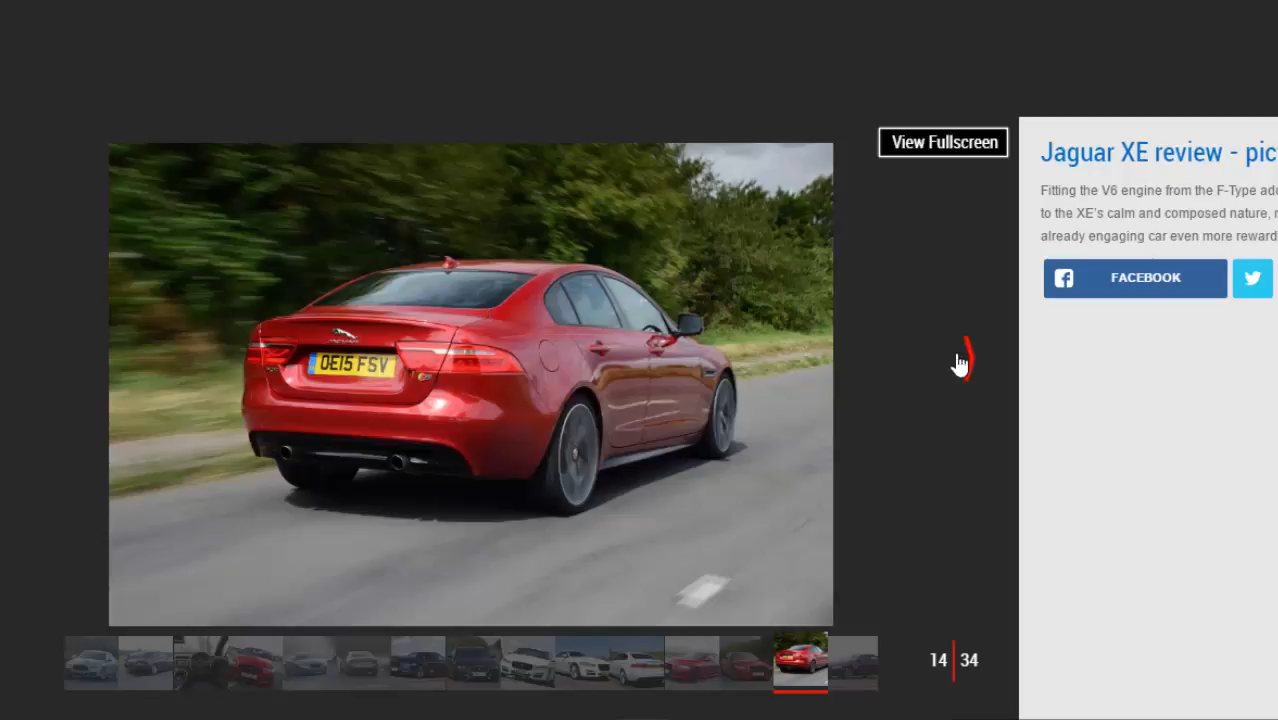 View Fullscreen
Jaguar XE review - pic
Fitting the V6 engine from the F-Type add
to the XE's calm and composed nature, m
already engaging car even more reward
FACEBOOK
OE15 FSV
14 34